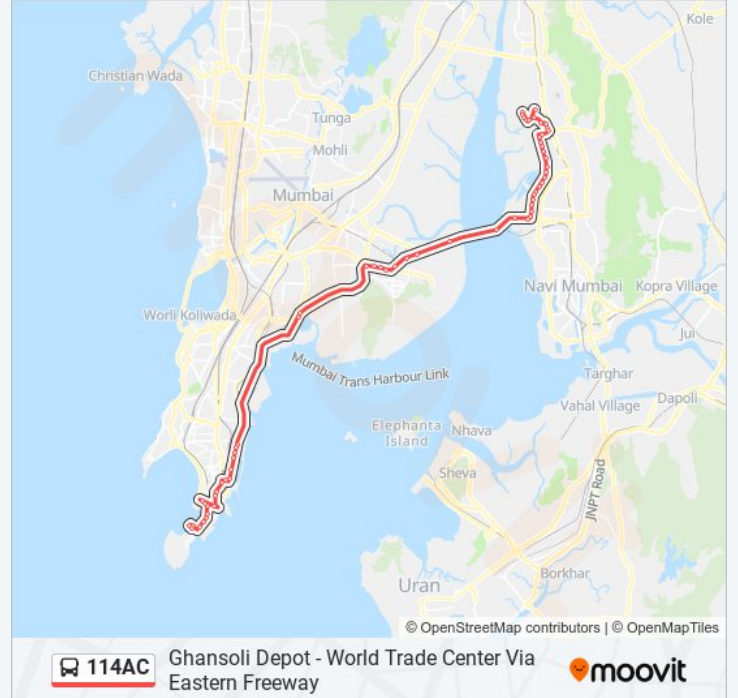 Kole
Christian Wada
Tunga
Mohli
Mumbai
Navi Mumbai
Kopra Village
Worli Koliwada
Jui
Mumbai Trans Harbour Link
Targhar
Vahal Village
Dapoli
Elephanta
Island
Nhava
Sheva
JNPT Road
Borkhar
Uran
© OpenStreetMap contributors | © OpenMapTiles
114AC
Ghansoli Depot - World Trade Center Via
Eastern Freeway
moovit